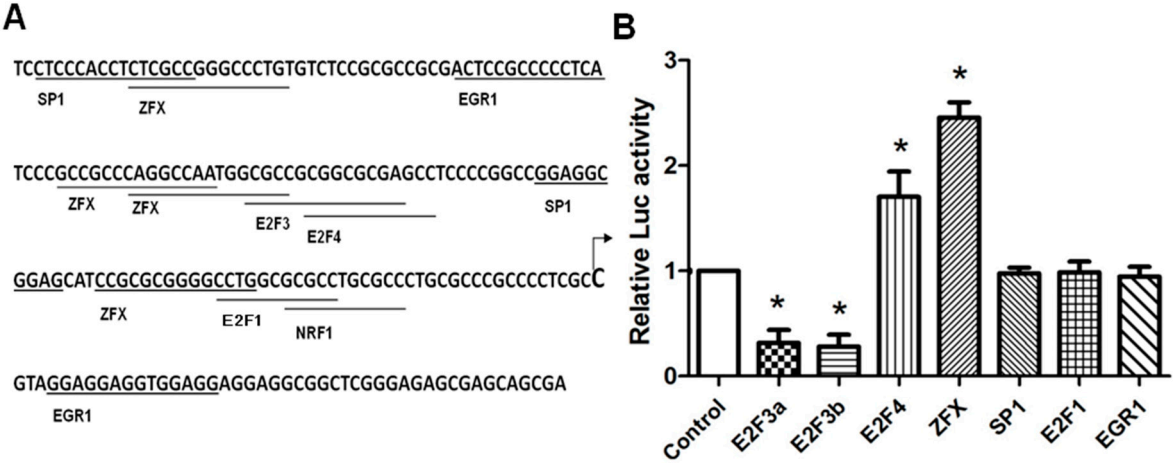 A
TCCTCCCACCTCTCGCCGGGCCCTGTGTCTCCGCGCCGCGACTCCGCCCCCTCA
SP1 ZFX EGR1
TCCCGCCGCCCAGGCCAATGGCGCCGCGGCGCGAGCCTCCCCGGCCGGAGGC
ZFX ZFX E2F3 E2F4 SP1
GGAGCATCCGCGCGGGGCCTGGCGCGCCTGCGCCCTGCGCCCGCCCCTCGCC
ZFX E2F1 NRF1
GTAGGAGGAGGTGGAGGAGGAGGCGGCTCGGGAGAGCGAGCAGCGA
EGR1
B
Relative Luc activity
3
2
1
0
* * * *
Control E2F3a E2F3b E2F4 ZFX SP1 E2F1 EGR1